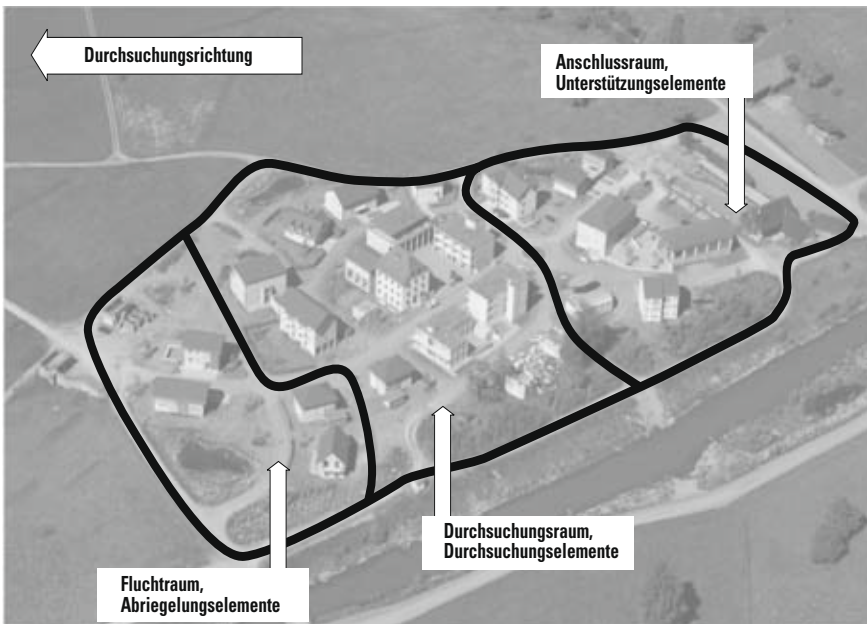 Durchsuchungsrichtung
Anschlussraum,
Unterstützungselemente
Durchsuchungsraum,
Durchsuchungselemente
Fluchtraum,
Abriegelungselemente